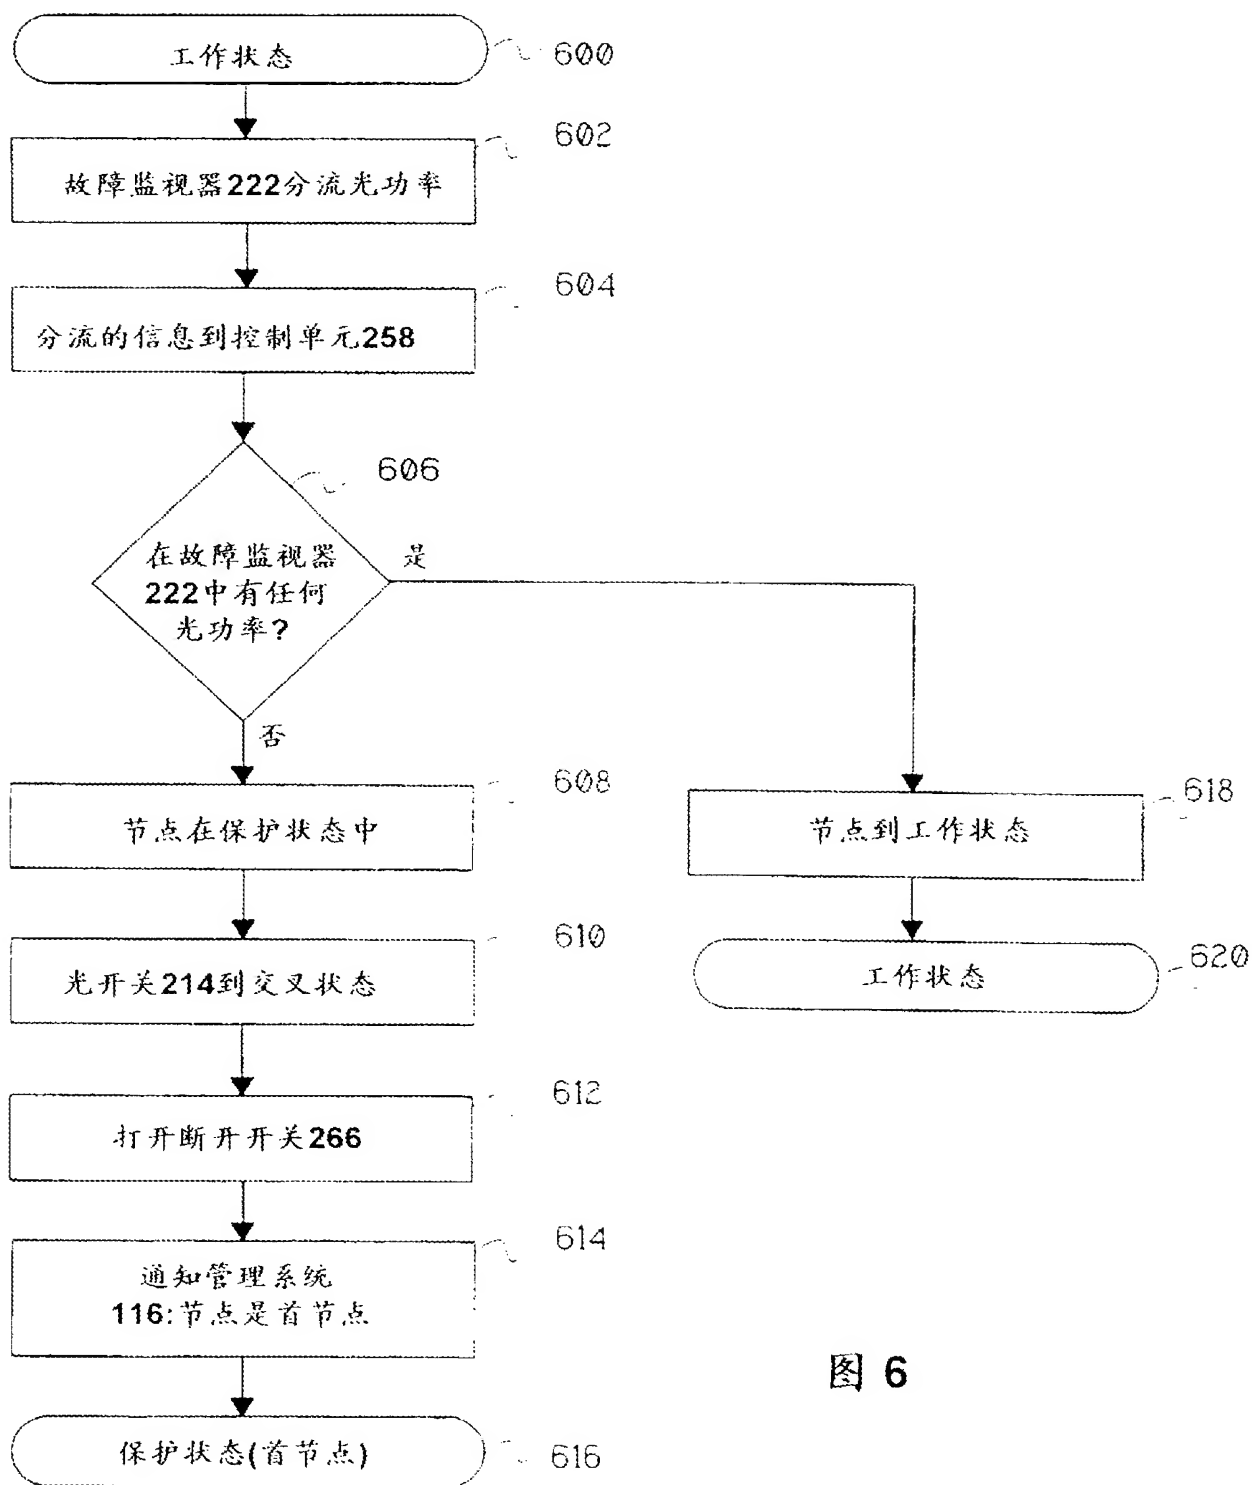 工作状态
600
602
故障监视器222分流光功率
604
分流的信息到控制单元258
606
在故障监视器
222中有任何
光功率?
是
否
608
节点在保护状态中
618
节点到工作状态
610
光开关214到交叉状态
620
工作状态
612
打开断开开关266
614
通知管理系统
116:节点是首节点
图 6
保护状态(首节点)
616